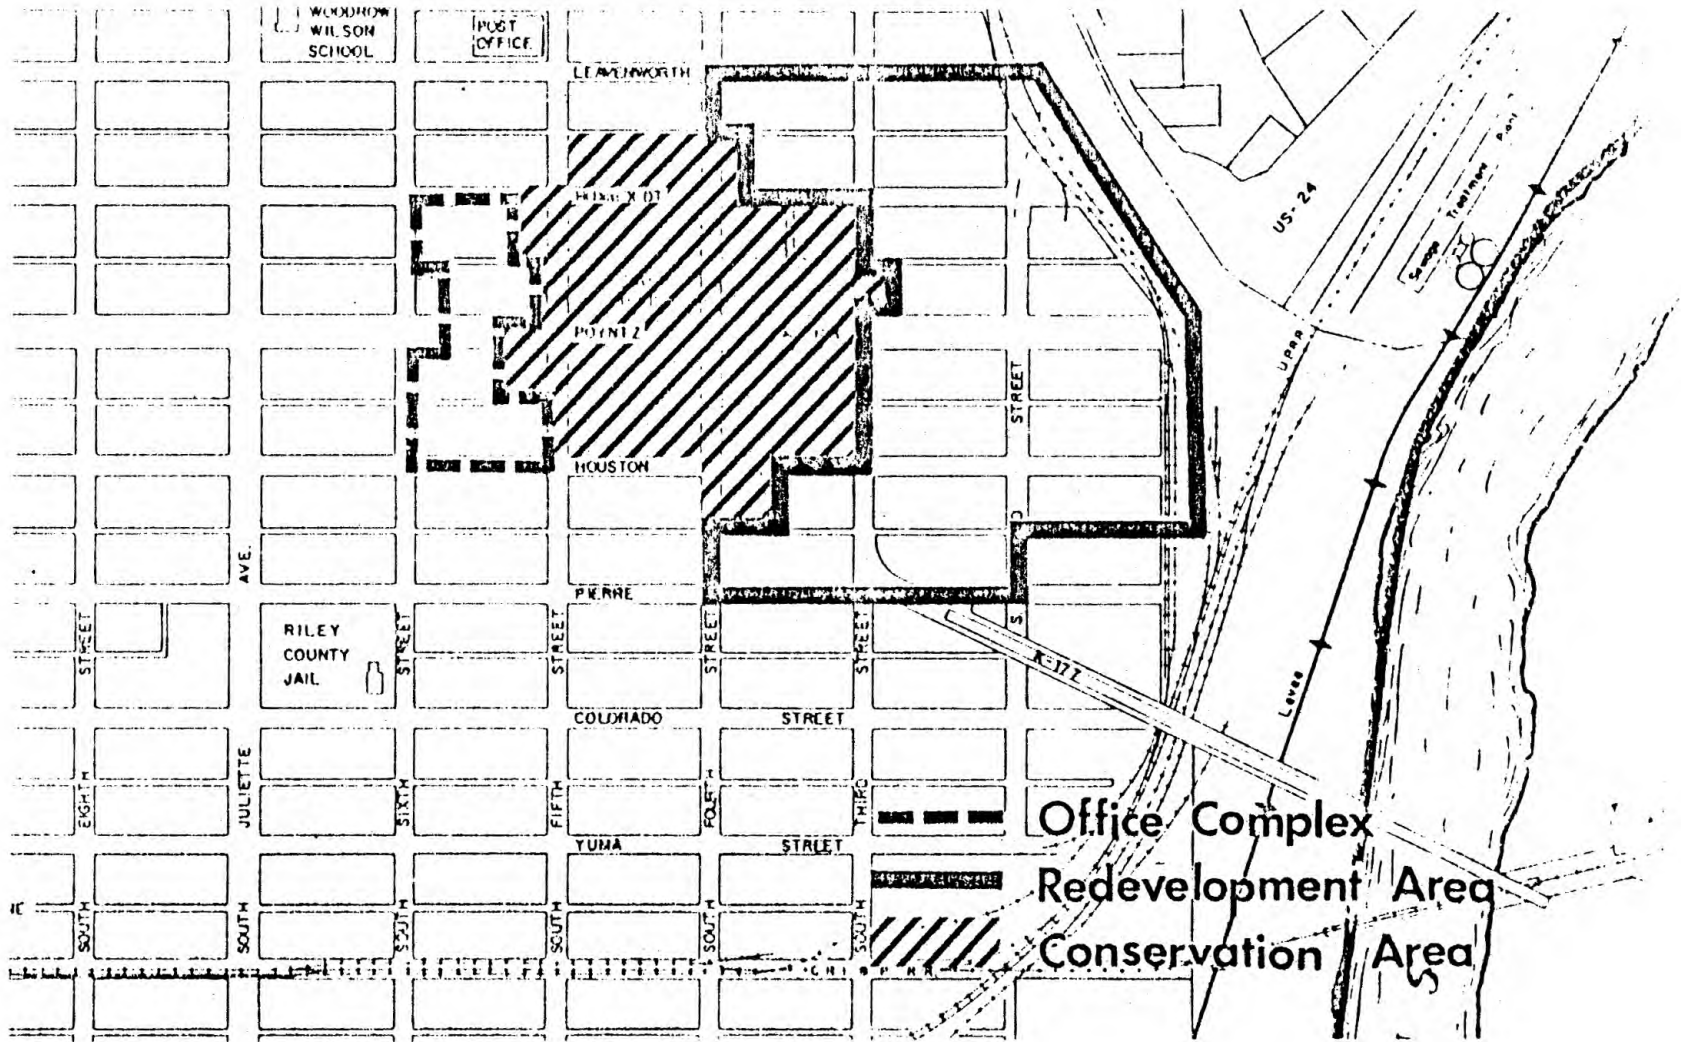 WOODROW
WILSON
SCHOOL
POST
OFFICE
LEAVENWORTH
US-24
Treatment
POYNTZ
UPRR
STREET
HOUSTON
AVE.
PIERRE
RILEY
COUNTY
JAIL
STREET
STREET
STREET
STREET
STREET
S.
K-177
Levee
COLORADO STREET
EIGHTH
JULIETTE
SIXTH
FIFTH
FOURTH
THIRD
YUMA STREET
SOUTH
SOUTH
SOUTH
SOUTH
SOUTH
SOUTH
Office Complex
Redevelopment Area
Conservation Area